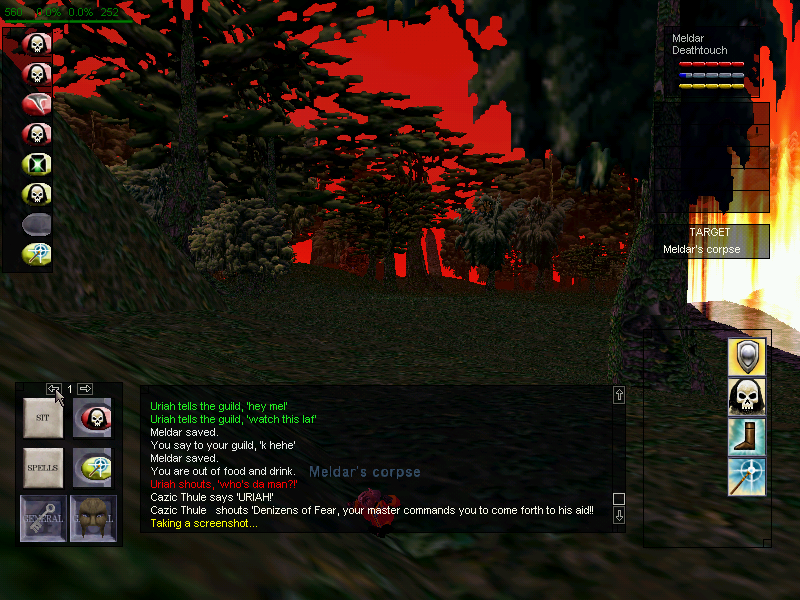 560 0.0% 0.0% 252
Meldar
Deathtouch
TARGET
Meldar's corpse
1
SIT
SPELLS
GENERAL
Uriah tells the guild, 'hey mel'
Uriah tells the guild, 'watch this laf'
Meldar saved.
You say to your guild, 'k hehe'
Meldar saved.
You are out of food and drink.
Meldar's corpse
Uriah shouts, 'who's da man?!'
Cazic Thule says 'URIAH!'
Cazic Thule shouts 'Denizens of Fear, your master commands you to come forth to his aid!!
Taking a screenshot...